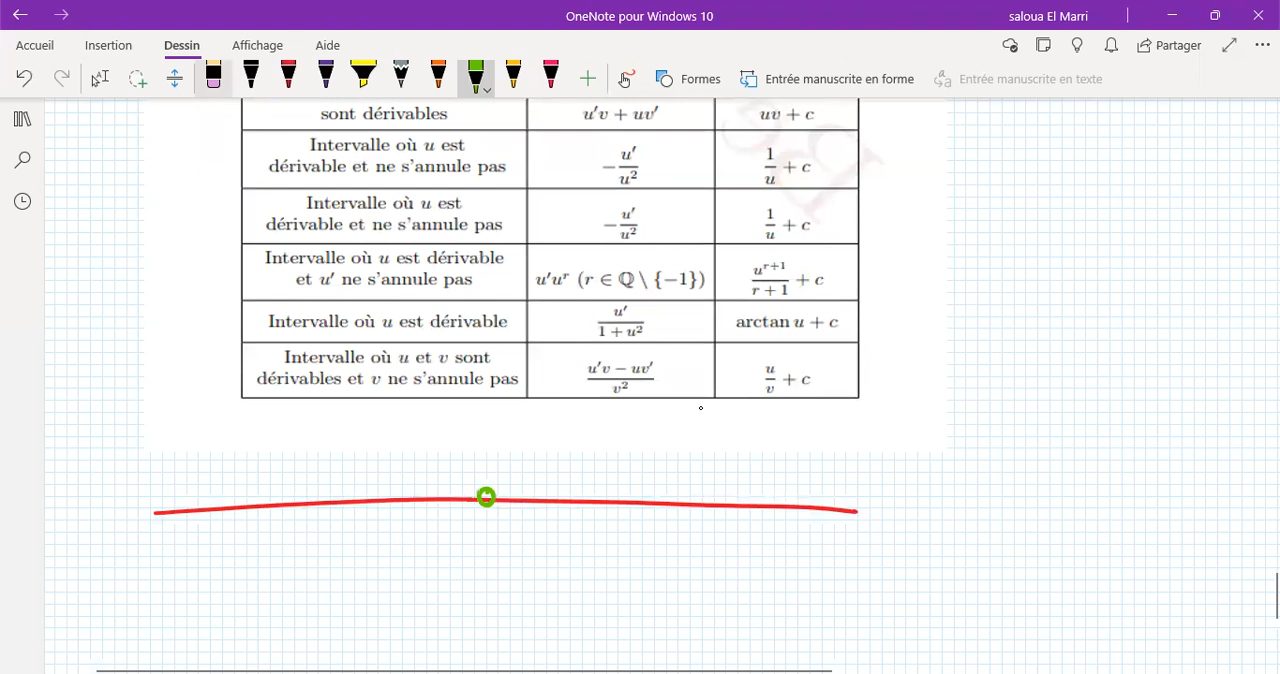 OneNote pour Windows 10
saloua El Marri
Accueil Insertion Dessin Affichage Aide
Partager
Formes Entrée manuscrite en forme Entrée manuscrite en texte
sont dérivables u'v + uv' uv + c
Intervalle où u est
dérivable et ne s'annule pas −u'/u² 1/u + c
Intervalle où u est
dérivable et ne s'annule pas −u'/u² 1/u + c
Intervalle où u est dérivable
et u' ne s'annule pas u'uʳ (r ∈ ℚ \ {−1}) uʳ⁺¹/(r + 1) + c
Intervalle où u est dérivable u'/(1 + u²) arctan u + c
Intervalle où u et v sont
dérivables et v ne s'annule pas (u'v − uv')/v² u/v + c